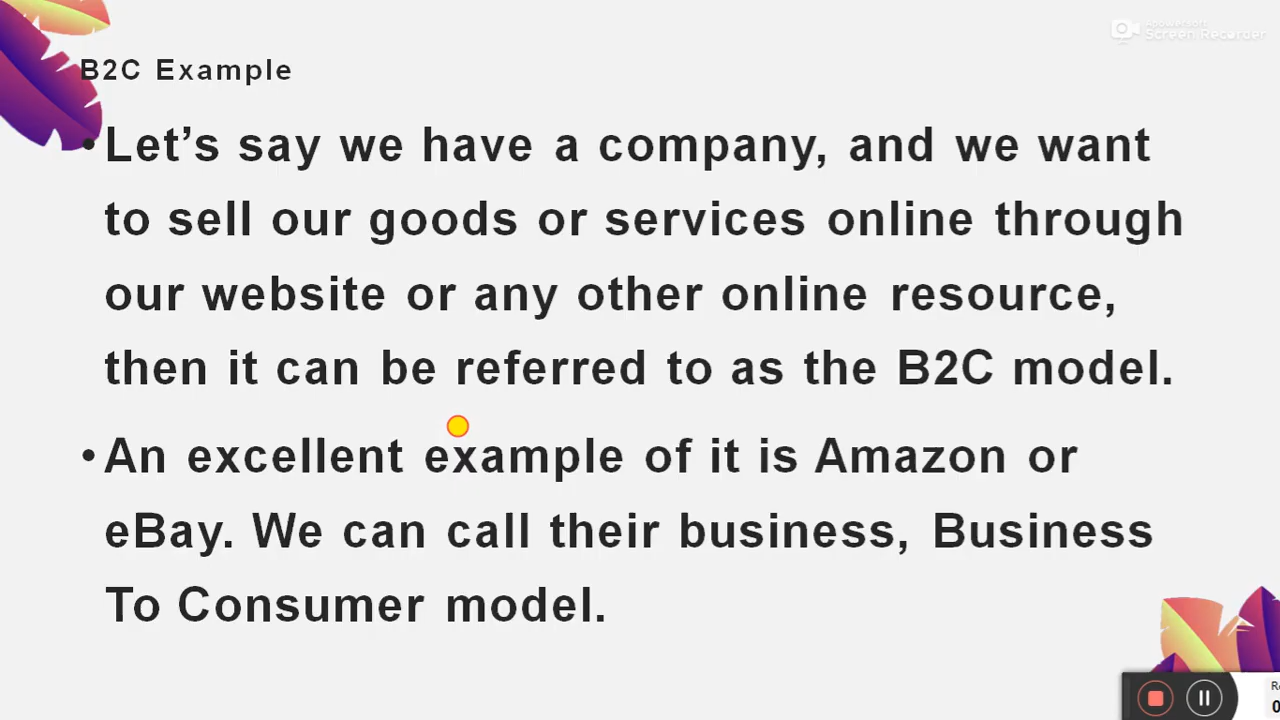 Apowersoft
Screen Recorder
B2C Example
•Let’s say we have a company, and we want
to sell our goods or services online through
our website or any other online resource,
then it can be referred to as the B2C model.
•An excellent example of it is Amazon or
eBay. We can call their business, Business
To Consumer model.